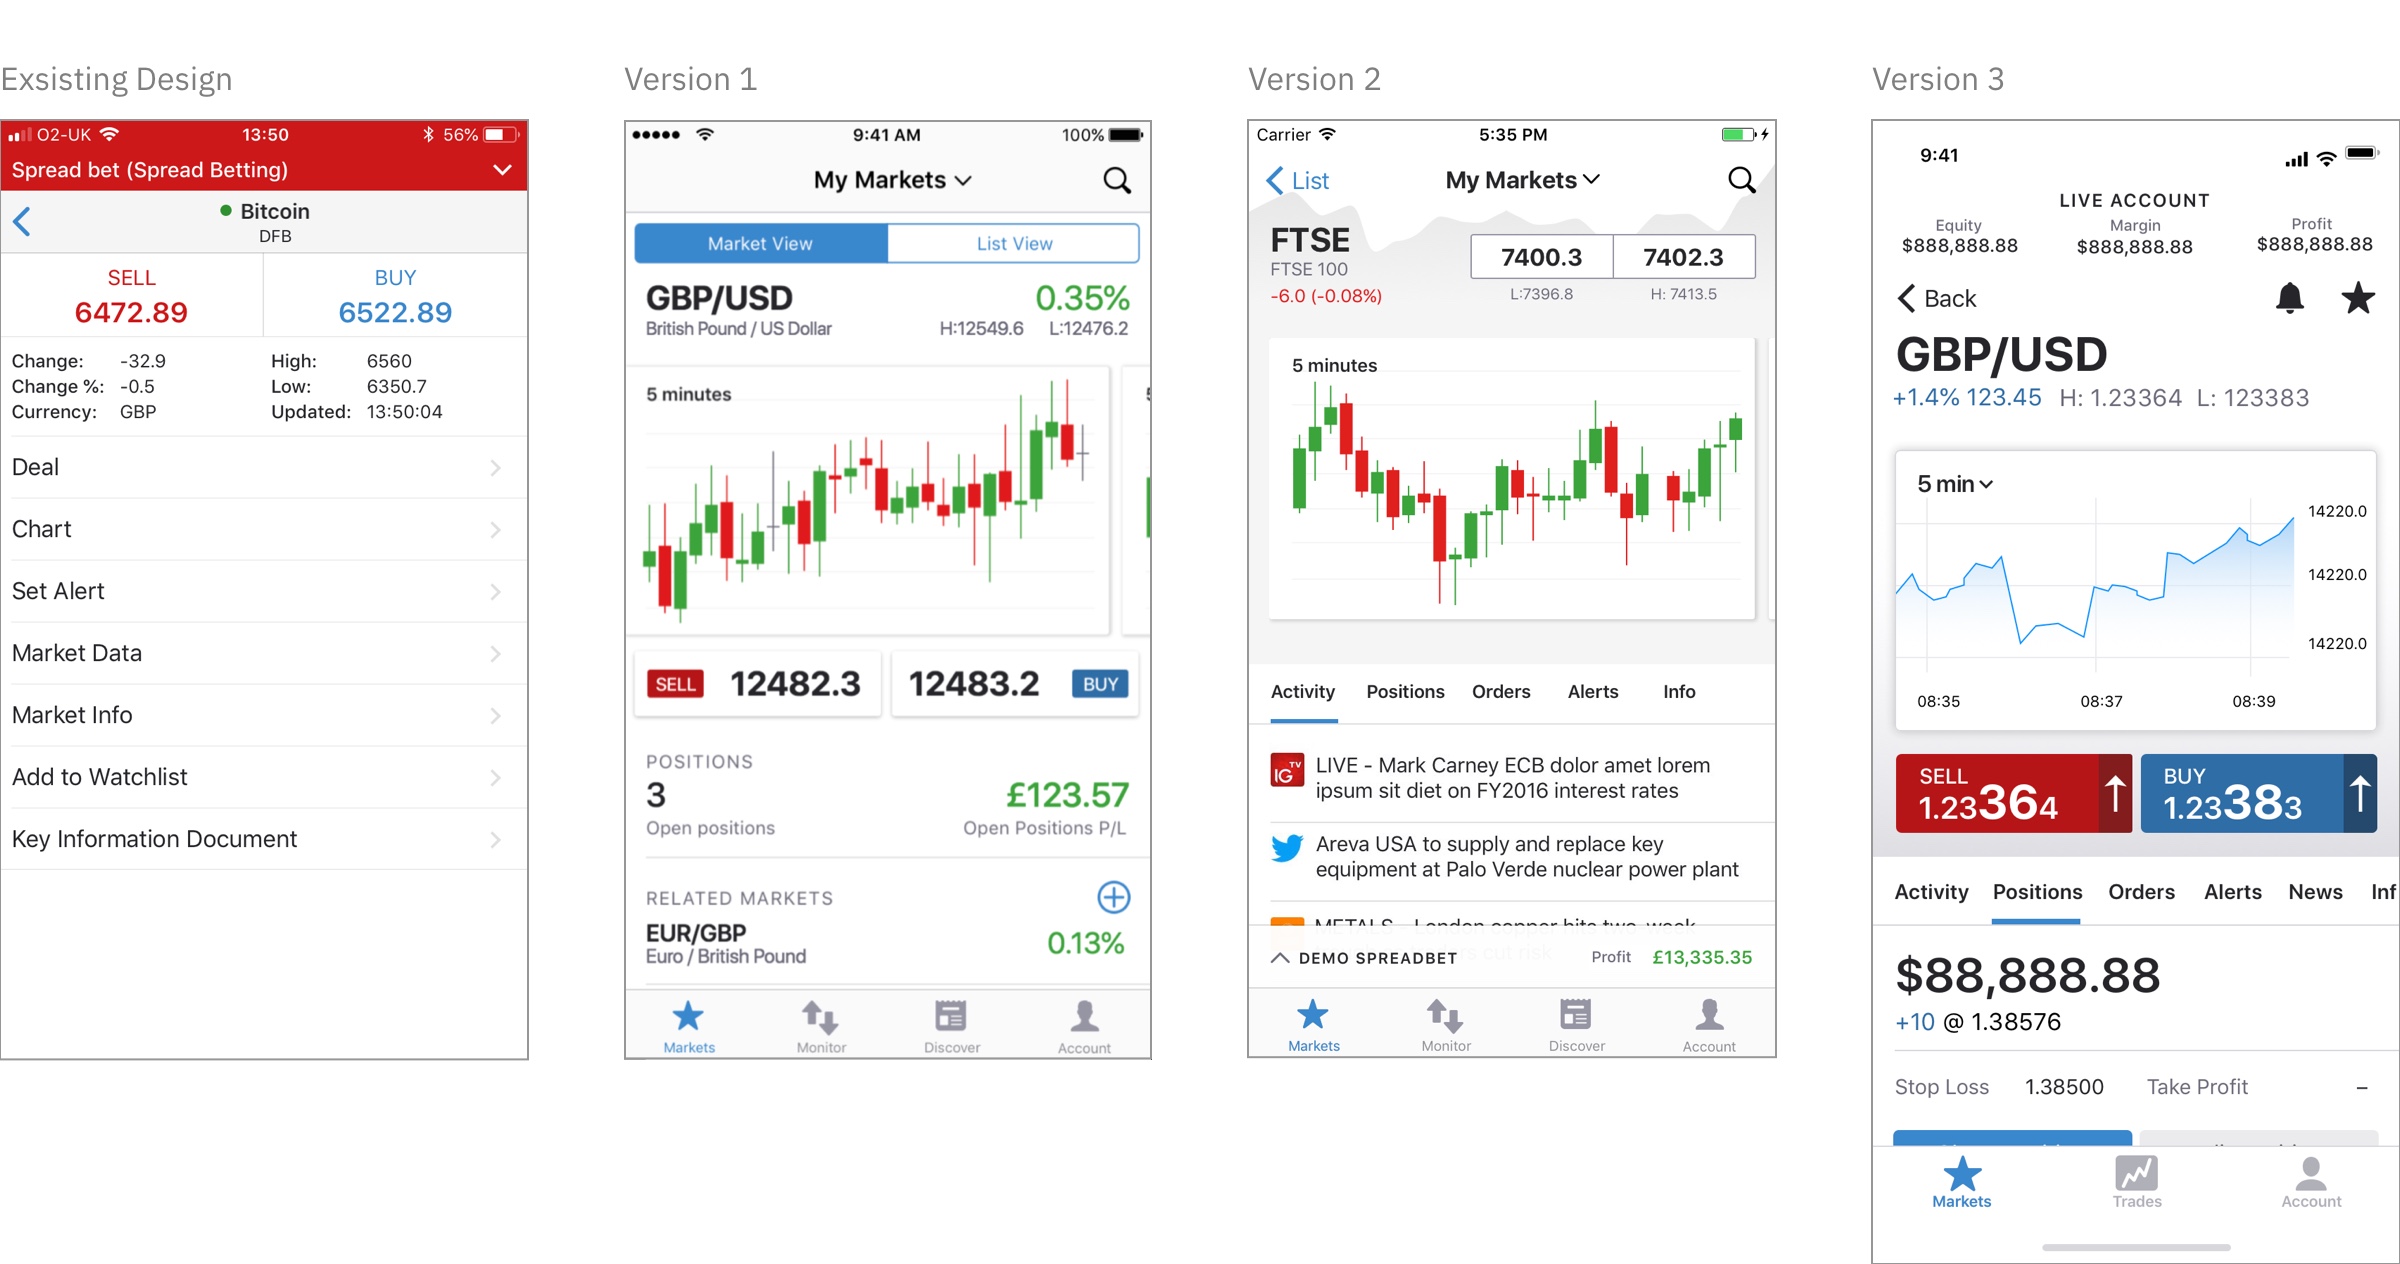 Exsisting Design
O2-UK 13:50 56%
Spread bet (Spread Betting)
Bitcoin
DFB
SELL BUY
6472.89 6522.89
Change: -32.9 High: 6560
Change %: -0.5 Low: 6350.7
Currency: GBP Updated: 13:50:04
Deal
Chart
Set Alert
Market Data
Market Info
Add to Watchlist
Key Information Document
Version 1
9:41 AM 100%
My Markets
Market View List View
GBP/USD 0.35%
British Pound / US Dollar H:12549.6 L:12476.2
5 minutes
SELL 12482.3 12483.2 BUY
POSITIONS
3 £123.57
Open positions Open Positions P/L
RELATED MARKETS
EUR/GBP 0.13%
Euro / British Pound
Markets Monitor Discover Account
Version 2
Carrier 5:35 PM
List My Markets
FTSE 7400.3 7402.3
FTSE 100
-6.0 (-0.08%) L:7396.8 H: 7413.5
5 minutes
Activity Positions Orders Alerts Info
IG TV
LIVE - Mark Carney ECB dolor amet lorem
ipsum sit diet on FY2016 interest rates
Areva USA to supply and replace key
equipment at Palo Verde nuclear power plant
METALS - London copper hits two-week
cut risk
DEMO SPREADBET Profit £13,335.35
Markets Monitor Discover Account
Version 3
9:41
LIVE ACCOUNT
Equity Margin Profit
$888,888.88 $888,888.88 $888,888.88
Back
GBP/USD
+1.4% 123.45 H: 1.23364 L: 123383
5 min
14220.0
14220.0
14220.0
08:35 08:37 08:39
SELL BUY
1.23364 1.23383
Activity Positions Orders Alerts News Inf
$88,888.88
+10 @ 1.38576
Stop Loss 1.38500 Take Profit –
Markets Trades Account